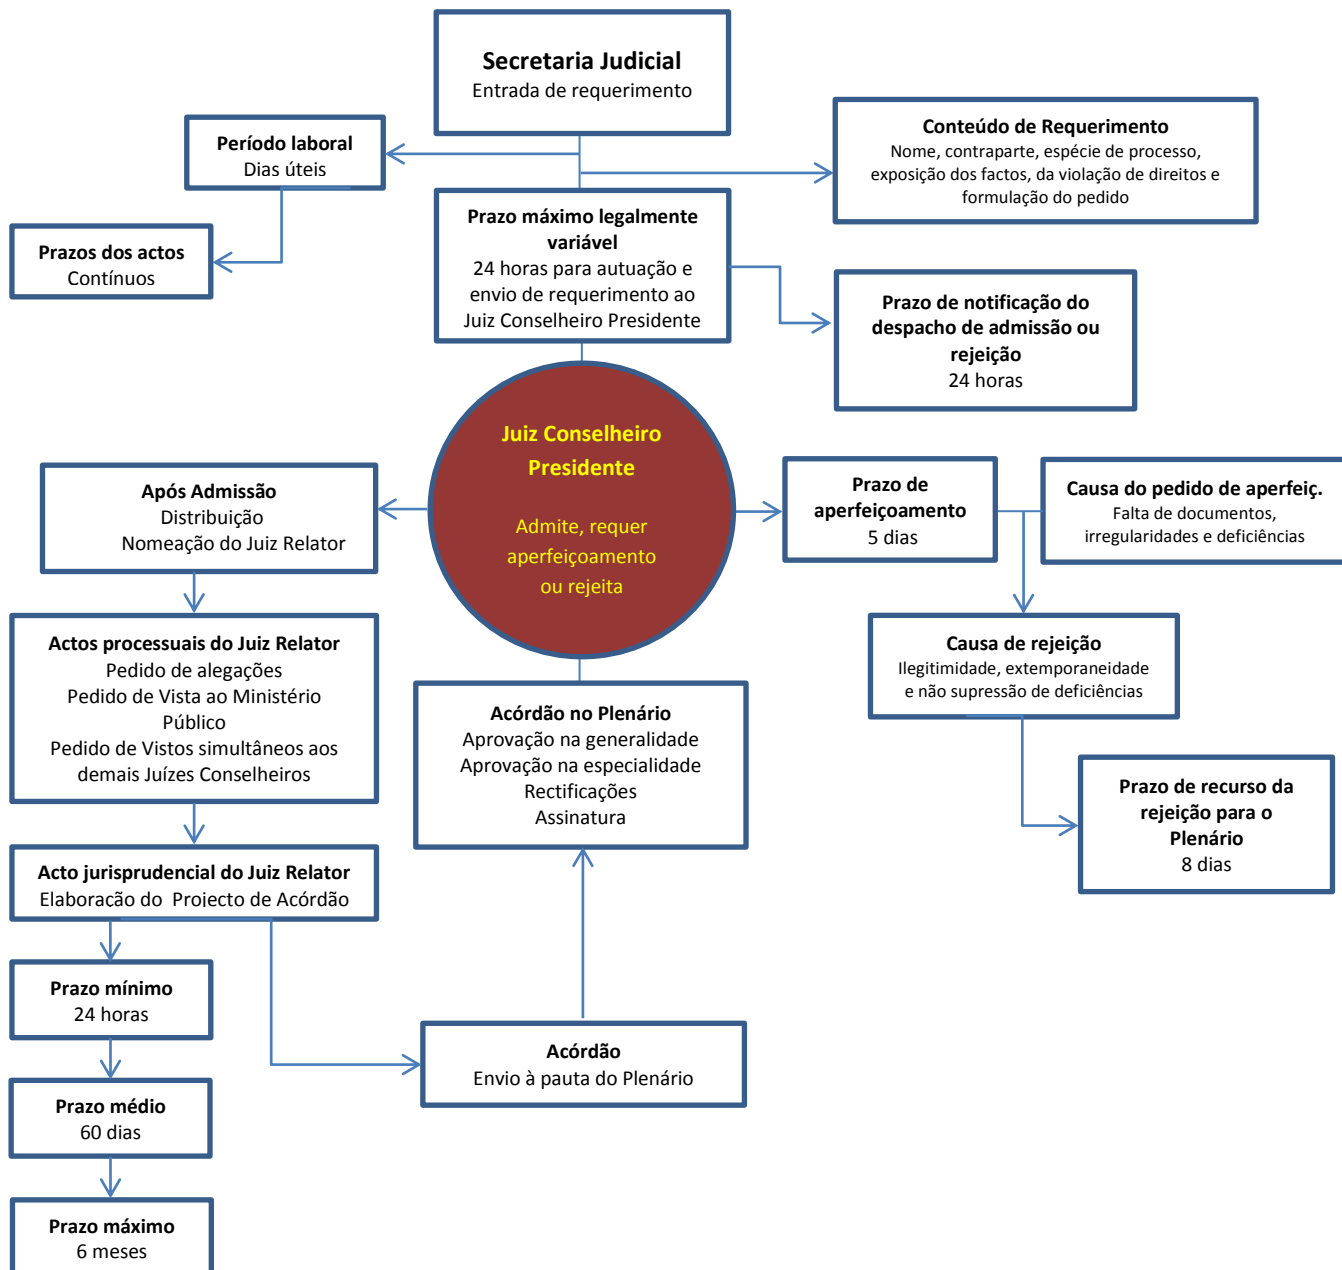 Secretaria Judicial
Entrada de requerimento
Período laboral
Dias úteis
Conteúdo de Requerimento
Nome, contraparte, espécie de processo,
exposição dos factos, da violação de direitos e
formulação do pedido
Prazos dos actos
Contínuos
Prazo máximo legalmente
variável
24 horas para autuação e
envio de requerimento ao
Juiz Conselheiro Presidente
Prazo de notificação do
despacho de admissão ou
rejeição
24 horas
Juiz Conselheiro
Presidente
Admite, requer
aperfeiçoamento
ou rejeita
Após Admissão
Distribuição
Nomeação do Juiz Relator
Prazo de
aperfeiçoamento
5 dias
Causa do pedido de aperfeiç.
Falta de documentos,
irregularidades e deficiências
Actos processuais do Juiz Relator
Pedido de alegações
Pedido de Vista ao Ministério
Público
Pedido de Vistos simultâneos aos
demais Juízes Conselheiros
Causa de rejeição
Ilegitimidade, extemporaneidade
e não supressão de deficiências
Acórdão no Plenário
Aprovação na generalidade
Aprovação na especialidade
Rectificações
Assinatura
Prazo de recurso da
rejeição para o
Plenário
8 dias
Acto jurisprudencial do Juiz Relator
Elaboração do Projecto de Acórdão
Prazo mínimo
24 horas
Acórdão
Envio à pauta do Plenário
Prazo médio
60 dias
Prazo máximo
6 meses